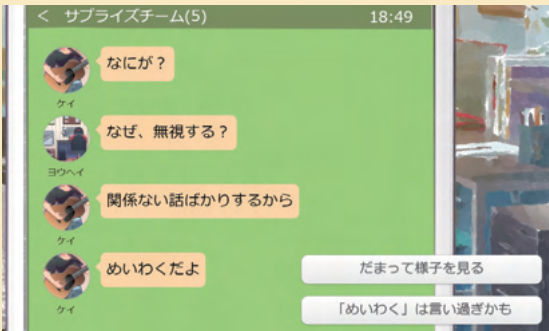 < サプライズチーム(5) 18:49
なにが？
ケイ
なぜ、無視する？
ヨウヘイ
関係ない話ばかりするから
ケイ
めいわくだよ
ケイ
だまって様子を見る
「めいわく」は言い過ぎかも